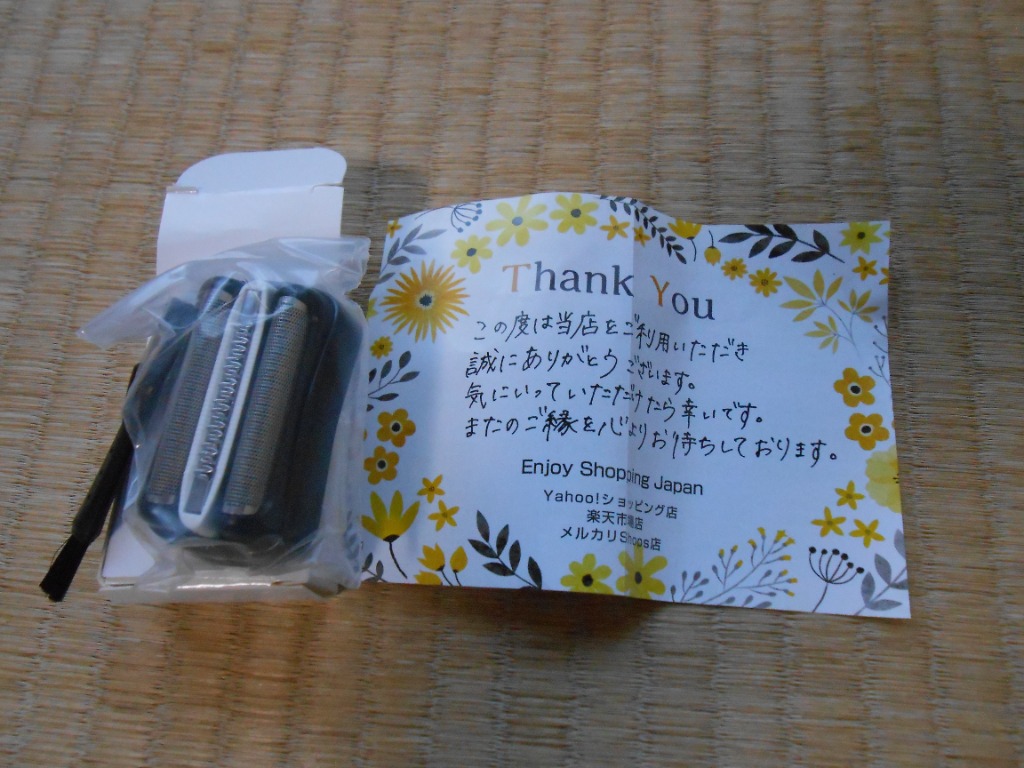 Thank You
この度は当店をご利用いただき
誠にありがとうございます。
気にいっていただけたら幸いです。
またのご縁を心よりお待ちしております。
Enjoy Shopping Japan
Yahoo!ショッピング店
楽天市場店
メルカリShops店